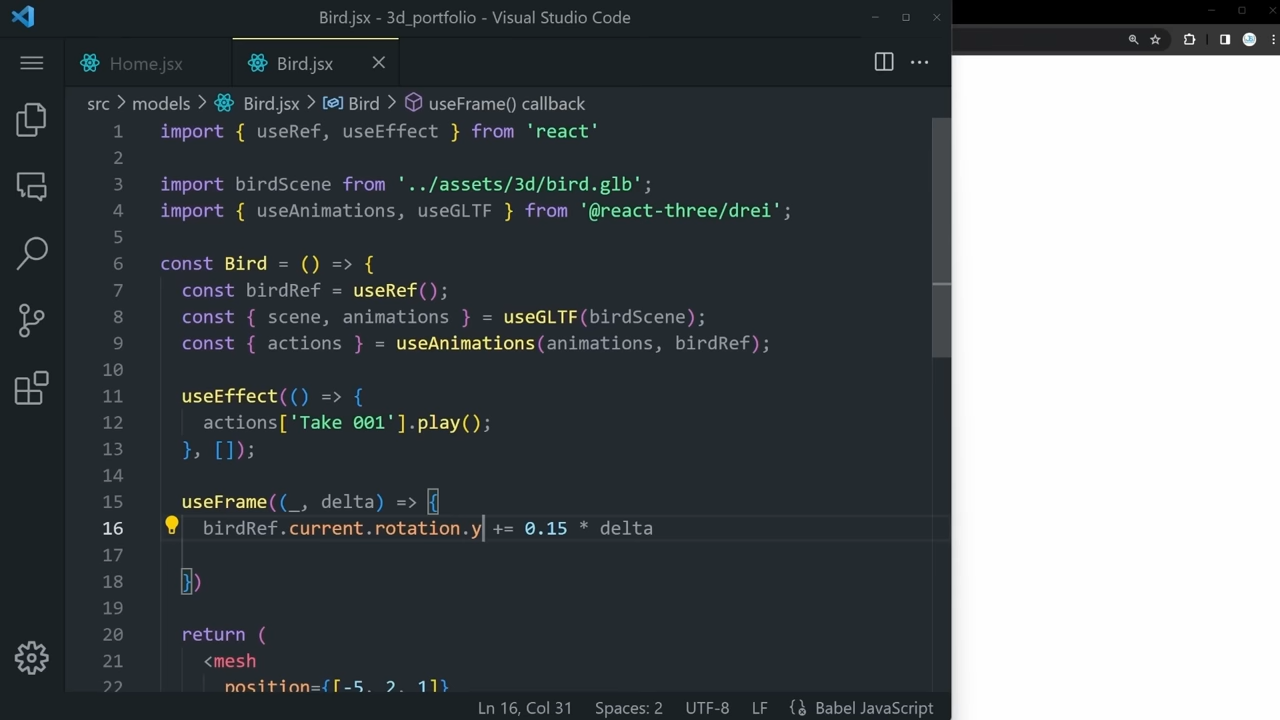 Bird.jsx - 3d_portfolio - Visual Studio Code
Home.jsx
Bird.jsx
src > models > Bird.jsx > Bird > useFrame() callback
1 import { useRef, useEffect } from 'react'
2
3 import birdScene from '../assets/3d/bird.glb';
4 import { useAnimations, useGLTF } from '@react-three/drei';
5
6 const Bird = () => {
7 const birdRef = useRef();
8 const { scene, animations } = useGLTF(birdScene);
9 const { actions } = useAnimations(animations, birdRef);
10
11 useEffect(() => {
12 actions['Take 001'].play();
13 }, []);
14
15 useFrame((_, delta) => {
16 birdRef.current.rotation.y += 0.15 * delta
17
18 })
19
20 return (
21 <mesh
22 position={[-5, 2, 1]}
Ln 16, Col 31 Spaces: 2 UTF-8 LF Babel JavaScript